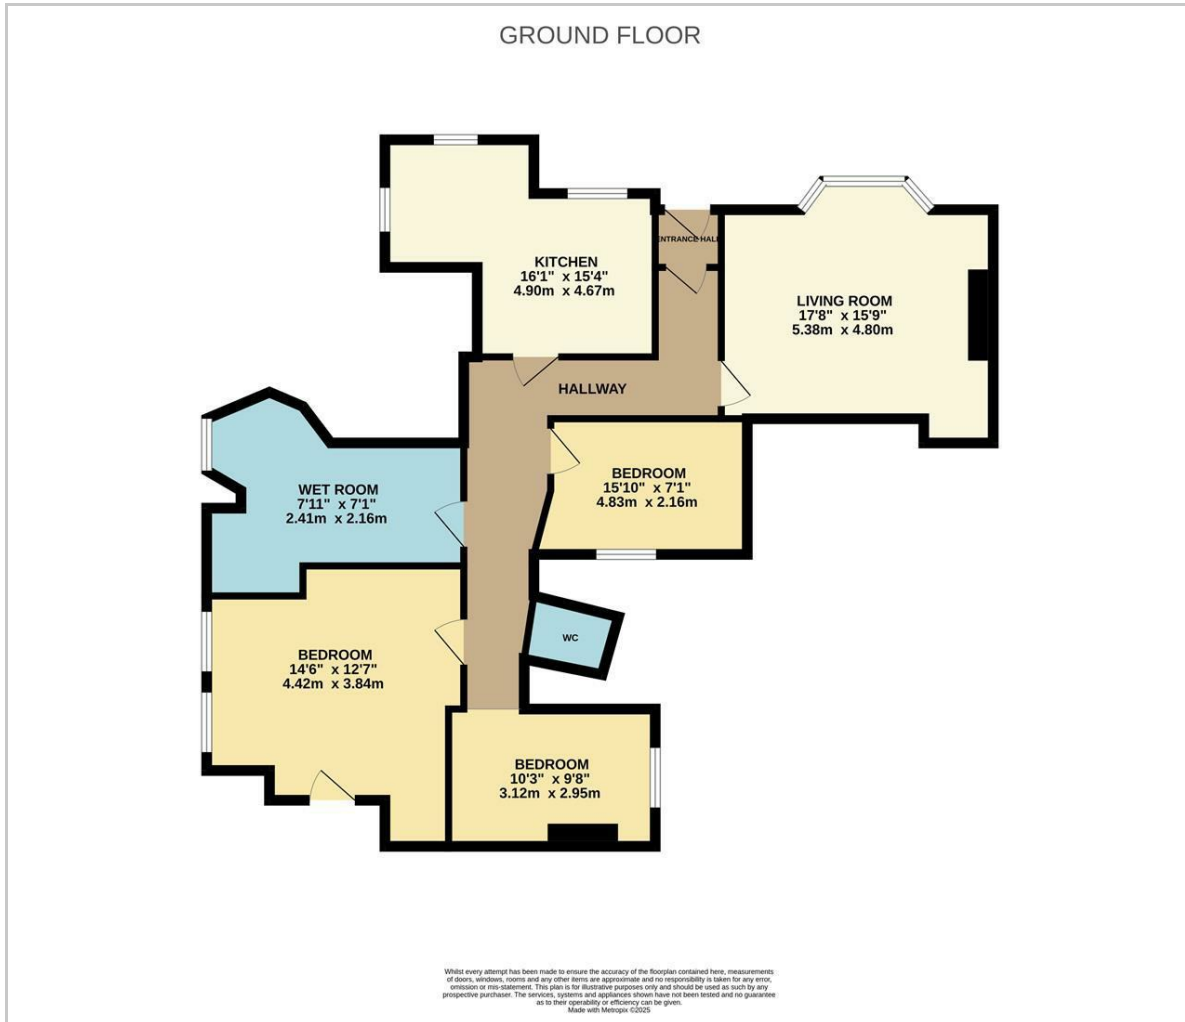 GROUND FLOOR
KITCHEN
16'1" x 15'4"
4.90m x 4.67m
ENTRANCE HALL
LIVING ROOM
17'8" x 15'9"
5.38m x 4.80m
HALLWAY
WET ROOM
7'11" x 7'1"
2.41m x 2.16m
BEDROOM
15'10" x 7'1"
4.83m x 2.16m
WC
BEDROOM
14'6" x 12'7"
4.42m x 3.84m
BEDROOM
10'3" x 9'8"
3.12m x 2.95m
Whilst every attempt has been made to ensure the accuracy of the floorplan contained here, measurements
of doors, windows, rooms and any other items are approximate and no responsibility is taken for any error,
omission or mis-statement. This plan is for illustrative purposes only and should be used as such by any
prospective purchaser. The services, systems and appliances shown have not been tested and no guarantee
as to their operability or efficiency can be given.
Made with Metropix ©2025